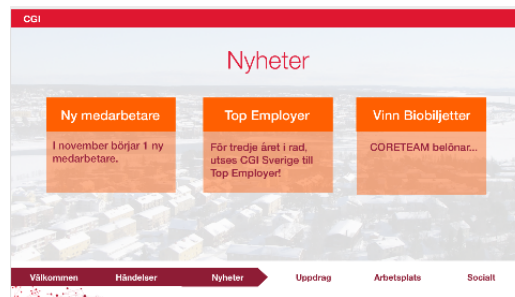 CGI
Nyheter
Ny medarbetare
I november börjar 1 ny
medarbetare.
Top Employer
För tredje året i rad,
utses CGI Sverige till
Top Employer!
Vinn Biobiljetter
CORETEAM belönar...
Välkommen Händelser Nyheter Uppdrag Arbetsplats Socialt